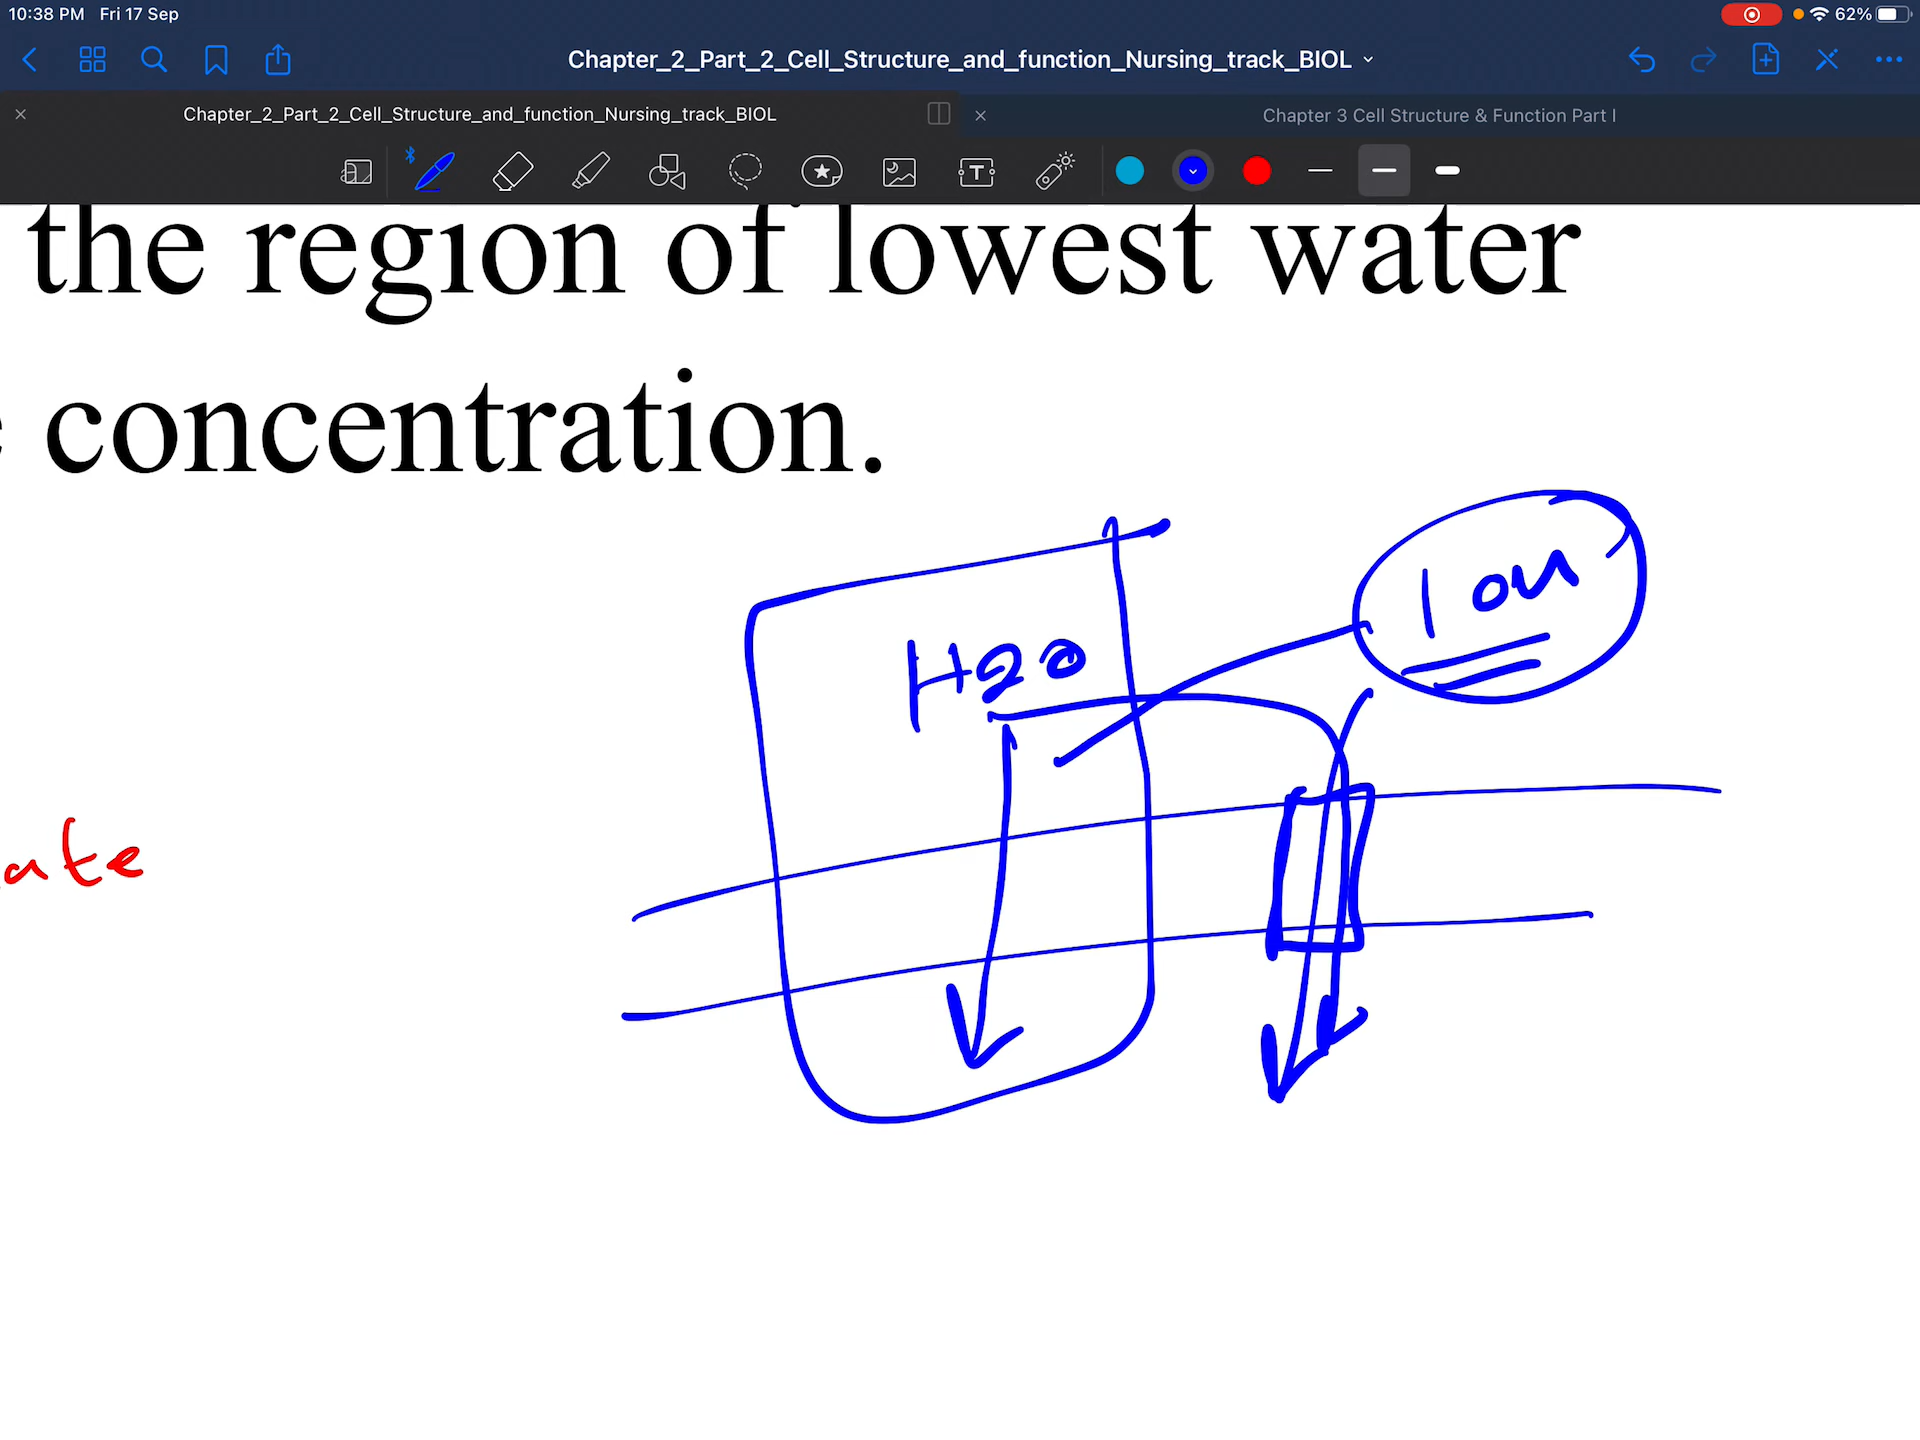 10:38 PM Fri 17 Sep
62%
Chapter_2_Part_2_Cell_Structure_and_function_Nursing_track_BIOL
Chapter_2_Part_2_Cell_Structure_and_function_Nursing_track_BIOL
Chapter 3 Cell Structure & Function Part I
T
the region of lowest water
concentration.
Ion
H2O
ate